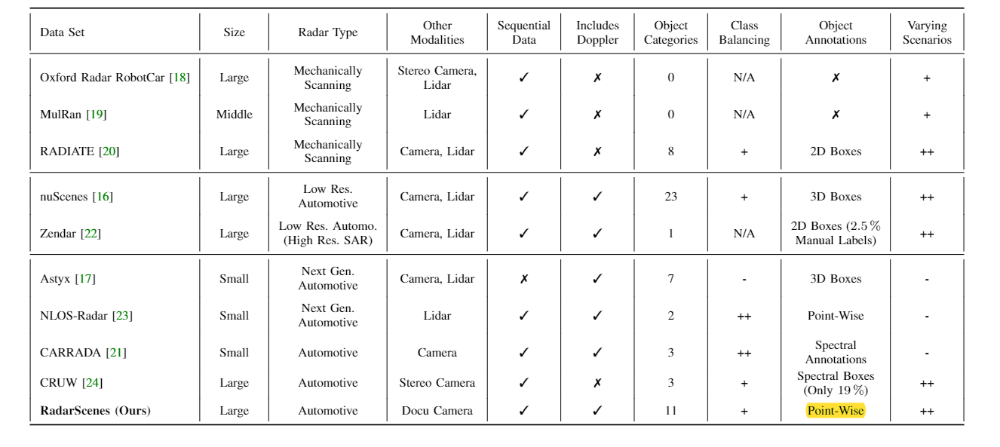 Data Set Size Radar Type Other Modalities Sequential Data Includes Doppler Object Categories Class Balancing Object Annotations Varying Scenarios
Oxford Radar RobotCar [18] Large Mechanically Scanning Stereo Camera, Lidar ✓ ✗ 0 N/A ✗ +
MulRan [19] Middle Mechanically Scanning Lidar ✓ ✗ 0 N/A ✗ +
RADIATE [20] Large Mechanically Scanning Camera, Lidar ✓ ✗ 8 + 2D Boxes ++
nuScenes [16] Large Low Res. Automotive Camera, Lidar ✓ ✓ 23 + 3D Boxes ++
Zendar [22] Large Low Res. Automo. (High Res. SAR) Camera, Lidar ✓ ✓ 1 N/A 2D Boxes (2.5 % Manual Labels) ++
Astyx [17] Small Next Gen. Automotive Camera, Lidar ✗ ✓ 7 - 3D Boxes -
NLOS-Radar [23] Small Next Gen. Automotive Lidar ✓ ✓ 2 ++ Point-Wise -
CARRADA [21] Small Automotive Camera ✓ ✓ 3 ++ Spectral Annotations -
CRUW [24] Large Automotive Stereo Camera ✓ ✗ 3 + Spectral Boxes (Only 19 %) ++
RadarScenes (Ours) Large Automotive Docu Camera ✓ ✓ 11 + Point-Wise ++